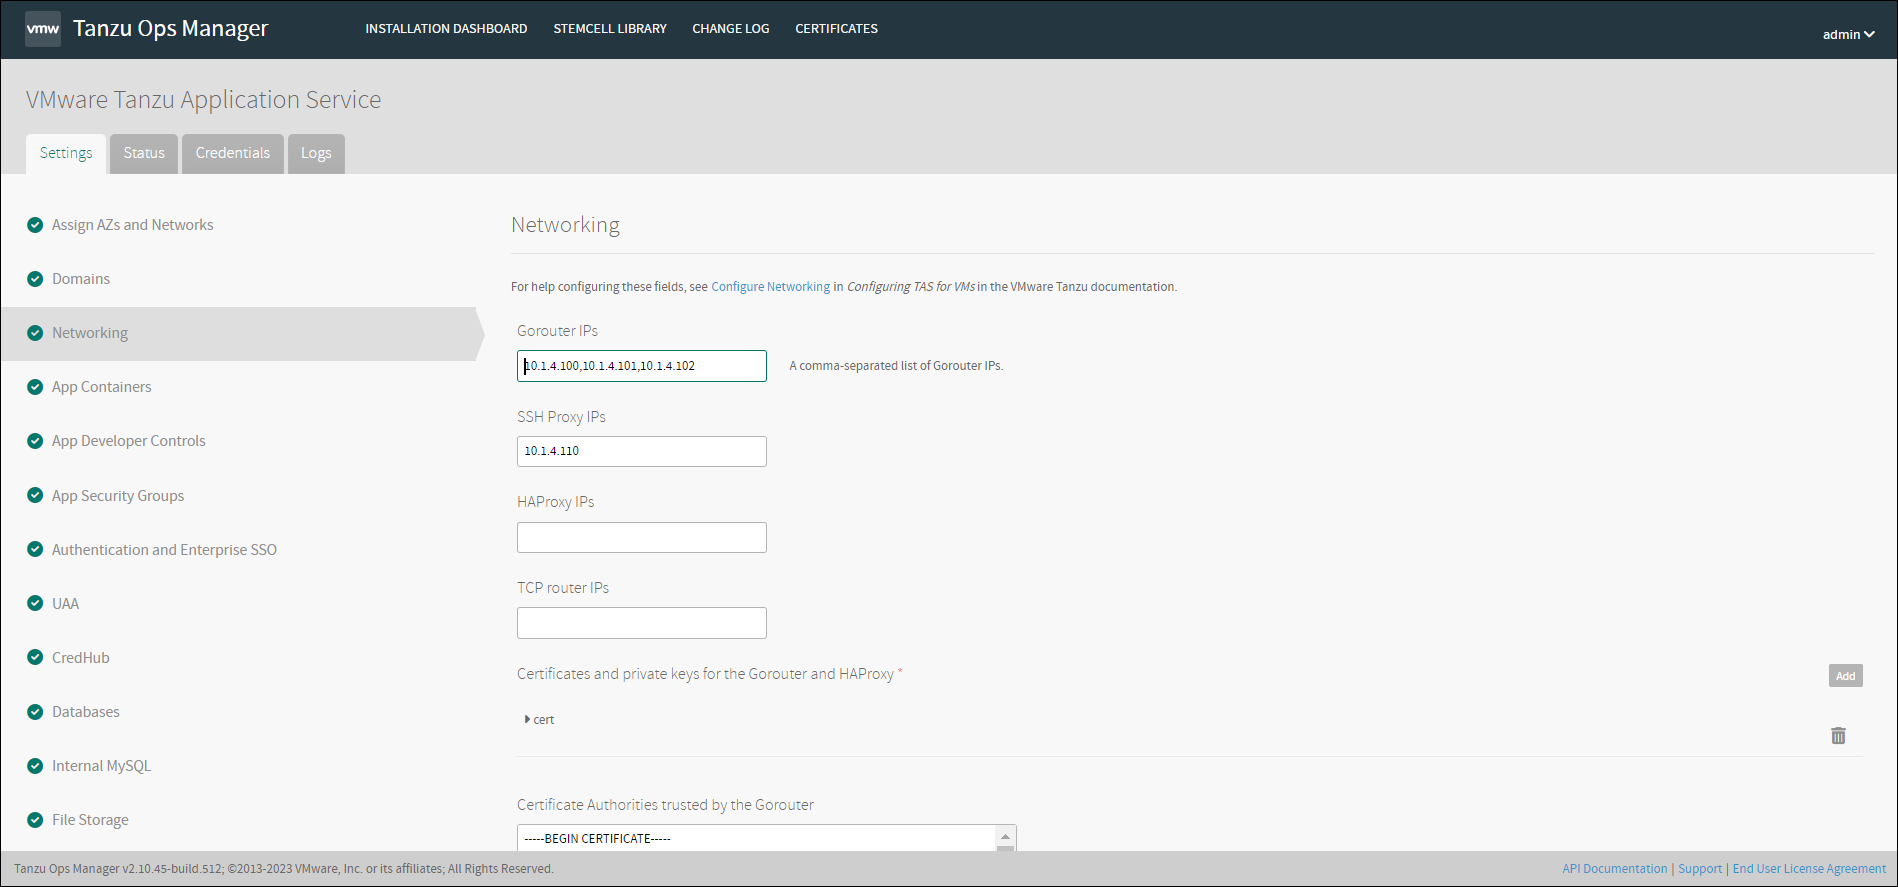 vmw Tanzu Ops Manager INSTALLATION DASHBOARD STEMCELL LIBRARY CHANGE LOG CERTIFICATES admin
VMware Tanzu Application Service
Settings Status Credentials Logs
Assign AZs and Networks
Domains
Networking
App Containers
App Developer Controls
App Security Groups
Authentication and Enterprise SSO
UAA
CredHub
Databases
Internal MySQL
File Storage
Networking
For help configuring these fields, see Configure Networking in Configuring TAS for VMs in the VMware Tanzu documentation.
Gorouter IPs
10.1.4.100,10.1.4.101,10.1.4.102 A comma-separated list of Gorouter IPs.
SSH Proxy IPs
10.1.4.110
HAProxy IPs
TCP router IPs
Certificates and private keys for the Gorouter and HAProxy * Add
cert
Certificate Authorities trusted by the Gorouter
-----BEGIN CERTIFICATE-----
Tanzu Ops Manager v2.10.45-build.512; ©2013-2023 VMware, Inc. or its affiliates; All Rights Reserved. API Documentation | Support | End User License Agreement